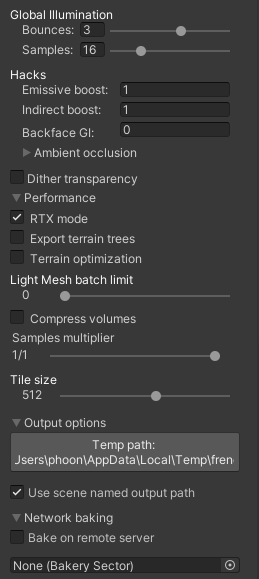 Global Illumination
Bounces: 3
Samples: 16
Hacks
Emissive boost: 1
Indirect boost: 1
Backface GI: 0
Ambient occlusion
Dither transparency
Performance
RTX mode
Export terrain trees
Terrain optimization
Light Mesh batch limit
0
Compress volumes
Samples multiplier
1/1
Tile size
512
Output options
Temp path:
Users\phoon\AppData\Local\Temp\fren
Use scene named output path
Network baking
Bake on remote server
None (Bakery Sector)